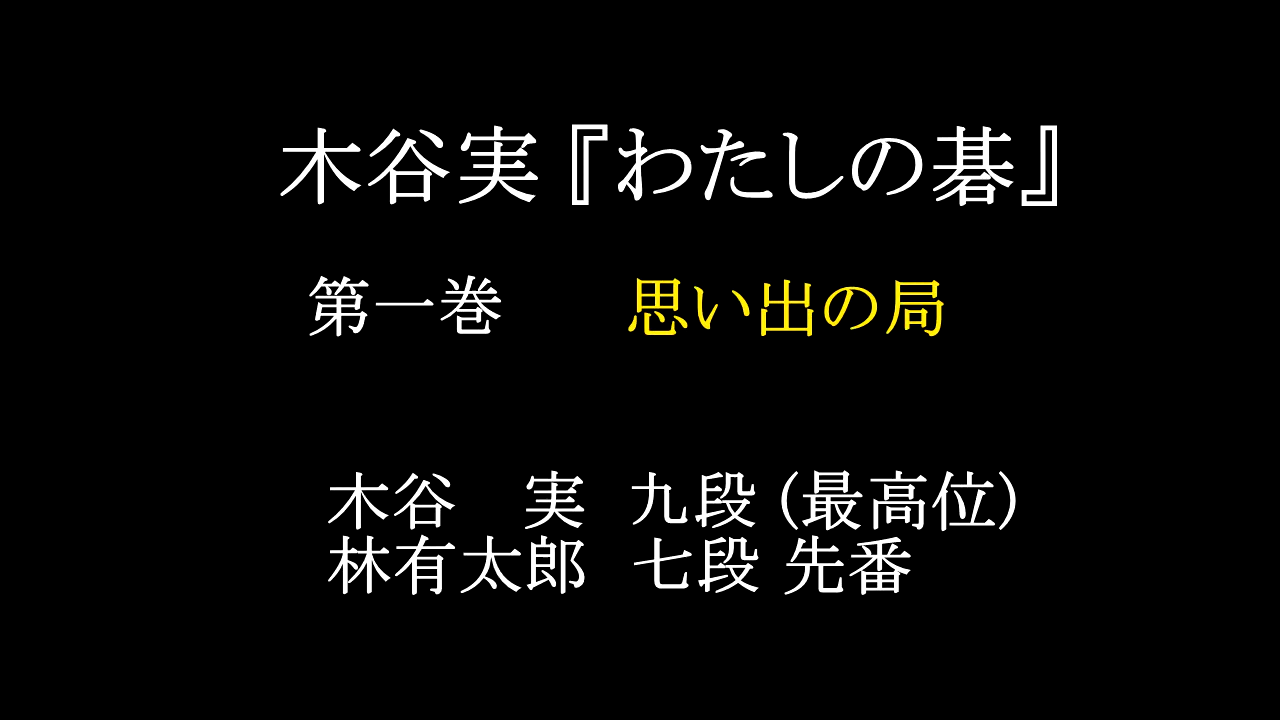 木谷実『わたしの碁』
第一巻　　思い出の局
木谷　実　九段 (最高位)
林有太郎　七段 先番